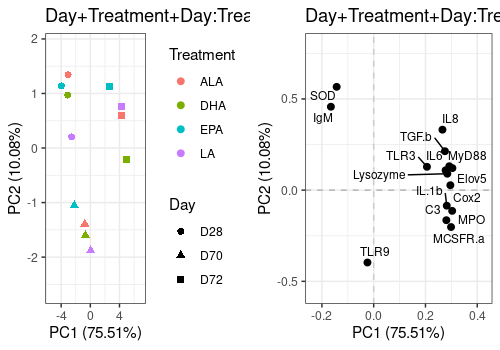 Day+Treatment+Day:Trea
2
1
0
-1
-2
-4
0
4
PC2 (10.08%)
PC1 (75.51%)
Treatment
ALA
DHA
EPA
LA
Day
D28
D70
D72
Day+Treatment+Day:Tre
0.5
0.0
-0.5
-0.2
0.0
0.2
0.4
PC2 (10.08%)
PC1 (75.51%)
SOD
IgM
IL8
TGF.b
TLR3
IL6
MyD88
Lysozyme
Elov5
IL.1b
Cox2
C3
MPO
MCSFR.a
TLR9